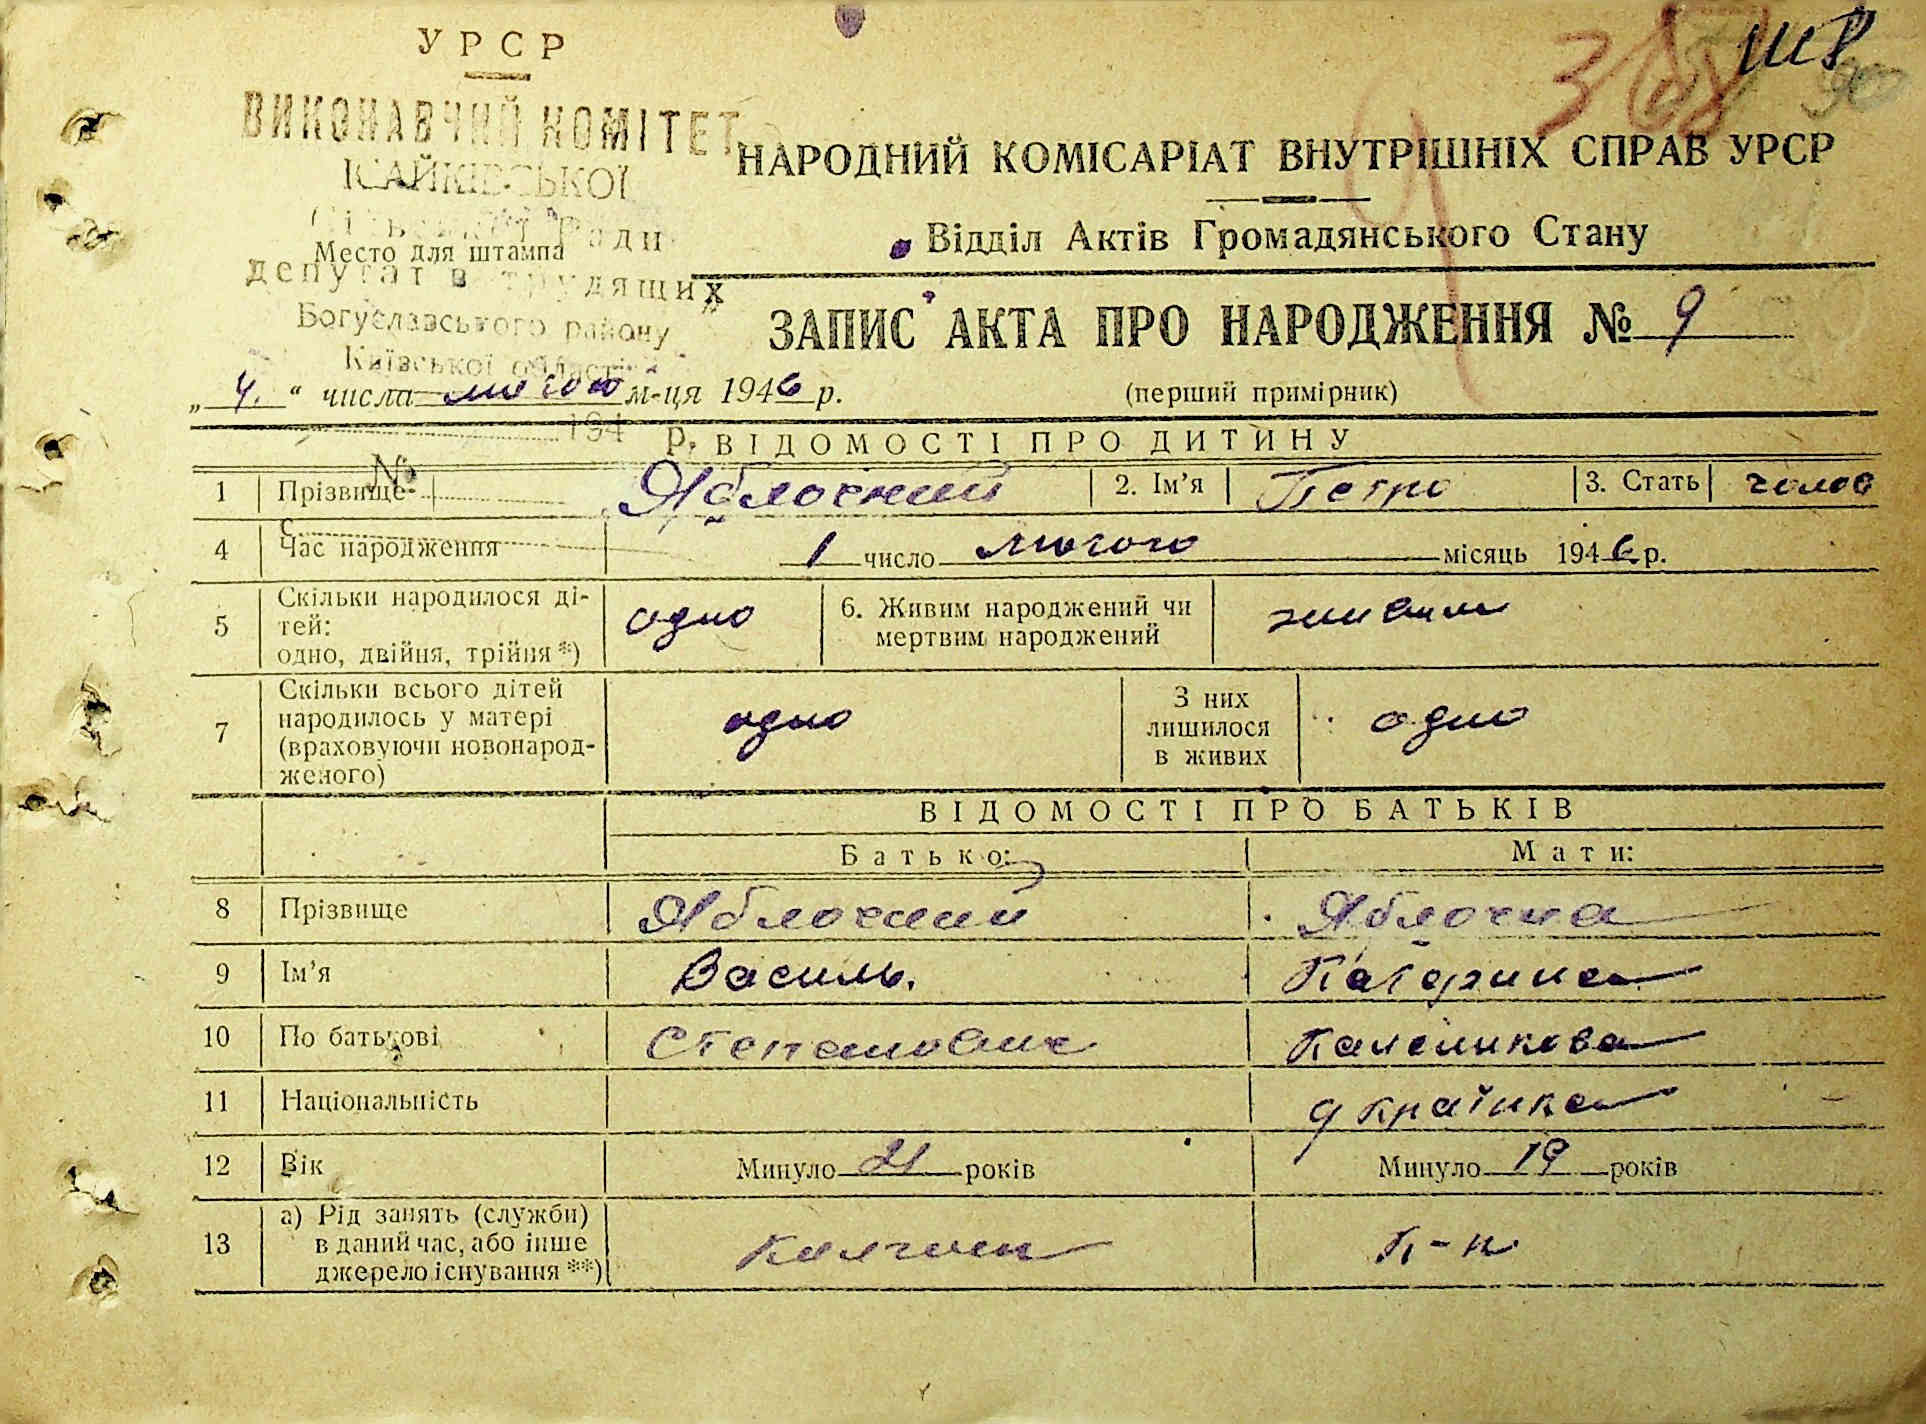 УРСР
ВИКОНАВЧИЙ КОМІТЕТ
ІСАЙКІВСЬКОЇ
Сільської Ради
Место для штампа
депутатів трудящих
Богуславського району
Київської області
194 р.
№
НАРОДНИЙ КОМІСАРІАТ ВНУТРІШНІХ СПРАВ УРСР
Відділ Актів Громадянського Стану
ЗАПИС АКТА ПРО НАРОДЖЕННЯ № 9
„4.“ числа лютого м-ця 1946 р. (перший примірник)
ВІДОМОСТІ ПРО ДИТИНУ
1 Прізвище Яблочний 2. Ім’я Петро 3. Стать чолов
4 Час народження 1 число лютого місяць 1946 р.
5 Скільки народилося ді-
тей:
одно, двійня, трійня *) одно 6. Живим народжений чи
мертвим народжений живим
7 Скільки всього дітей
народилось у матері
(враховуючи новонарод-
женого) одно З них
лишилося
в живих одно
ВІДОМОСТІ ПРО БАТЬКІВ
Батько: Мати:
8 Прізвище Яблочний Яблочна
9 Ім’я Василь. Катерина
10 По батькові Степанович
11 Національність українка
12 Вік Минуло 21 років Минуло 19 років
13 а) Рід занять (служби)
в даний час, або інше
джерело існування **) колгосп К-п